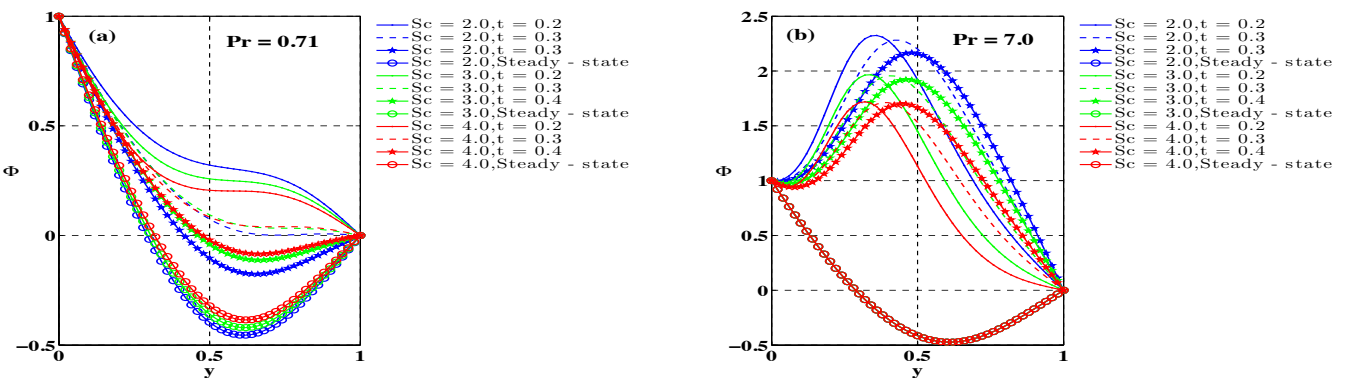 1
0.5
0
−0.5
0
0.5
1
Φ
y
(a)
Pr = 0.71
Sc = 2.0,t = 0.2
Sc = 2.0,t = 0.3
Sc = 2.0,t = 0.3
Sc = 2.0,Steady - state
Sc = 3.0,t = 0.2
Sc = 3.0,t = 0.3
Sc = 3.0,t = 0.4
Sc = 3.0,Steady - state
Sc = 4.0,t = 0.2
Sc = 4.0,t = 0.3
Sc = 4.0,t = 0.4
Sc = 4.0,Steady - state
2.5
2
1.5
1
0.5
0
−0.5
0
0.5
1
Φ
y
(b)
Pr = 7.0
Sc = 2.0,t = 0.2
Sc = 2.0,t = 0.3
Sc = 2.0,t = 0.3
Sc = 2.0,Steady - state
Sc = 3.0,t = 0.2
Sc = 3.0,t = 0.3
Sc = 3.0,t = 0.4
Sc = 3.0,Steady - state
Sc = 4.0,t = 0.2
Sc = 4.0,t = 0.3
Sc = 4.0,t = 0.4
Sc = 4.0,Steady - state